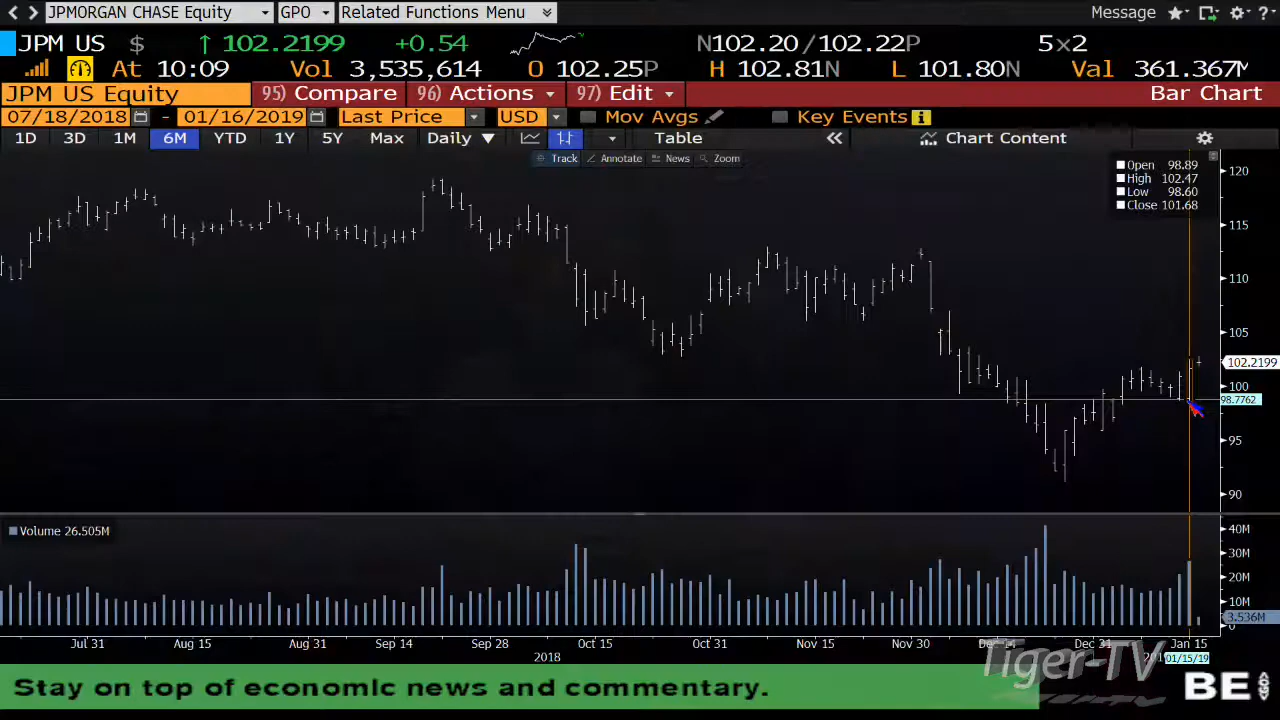 JPMORGAN CHASE Equity GPO Related Functions Menu Message ?
JPM US $ ↑ 102.2199 +0.54 N102.20/102.22P 5x2
At 10:09 Vol 3,535,614 O 102.25P H 102.81N L 101.80N Val 361.367M
JPM US Equity 95) Compare 96) Actions 97) Edit Bar Chart
07/18/2018 - 01/16/2019 Last Price USD Mov Avgs Key Events i
1D 3D 1M 6M YTD 1Y 5Y Max Daily ▼ Table « Chart Content
Track Annotate News Zoom
Open 98.89
High 102.47
Low 98.60
Close 101.68
120
115
110
105
102.2199
100
98.7762
95
90
Volume 26.505M
40M
30M
20M
10M
3.536M
0
Jul 31 Aug 15 Aug 31 Sep 14 Sep 28 Oct 15 Oct 31 Nov 15 Nov 30 Dec 14 Dec 31 Jan 15
2018 01/15/19
Tiger-TV
Stay on top of economic news and commentary.
BE